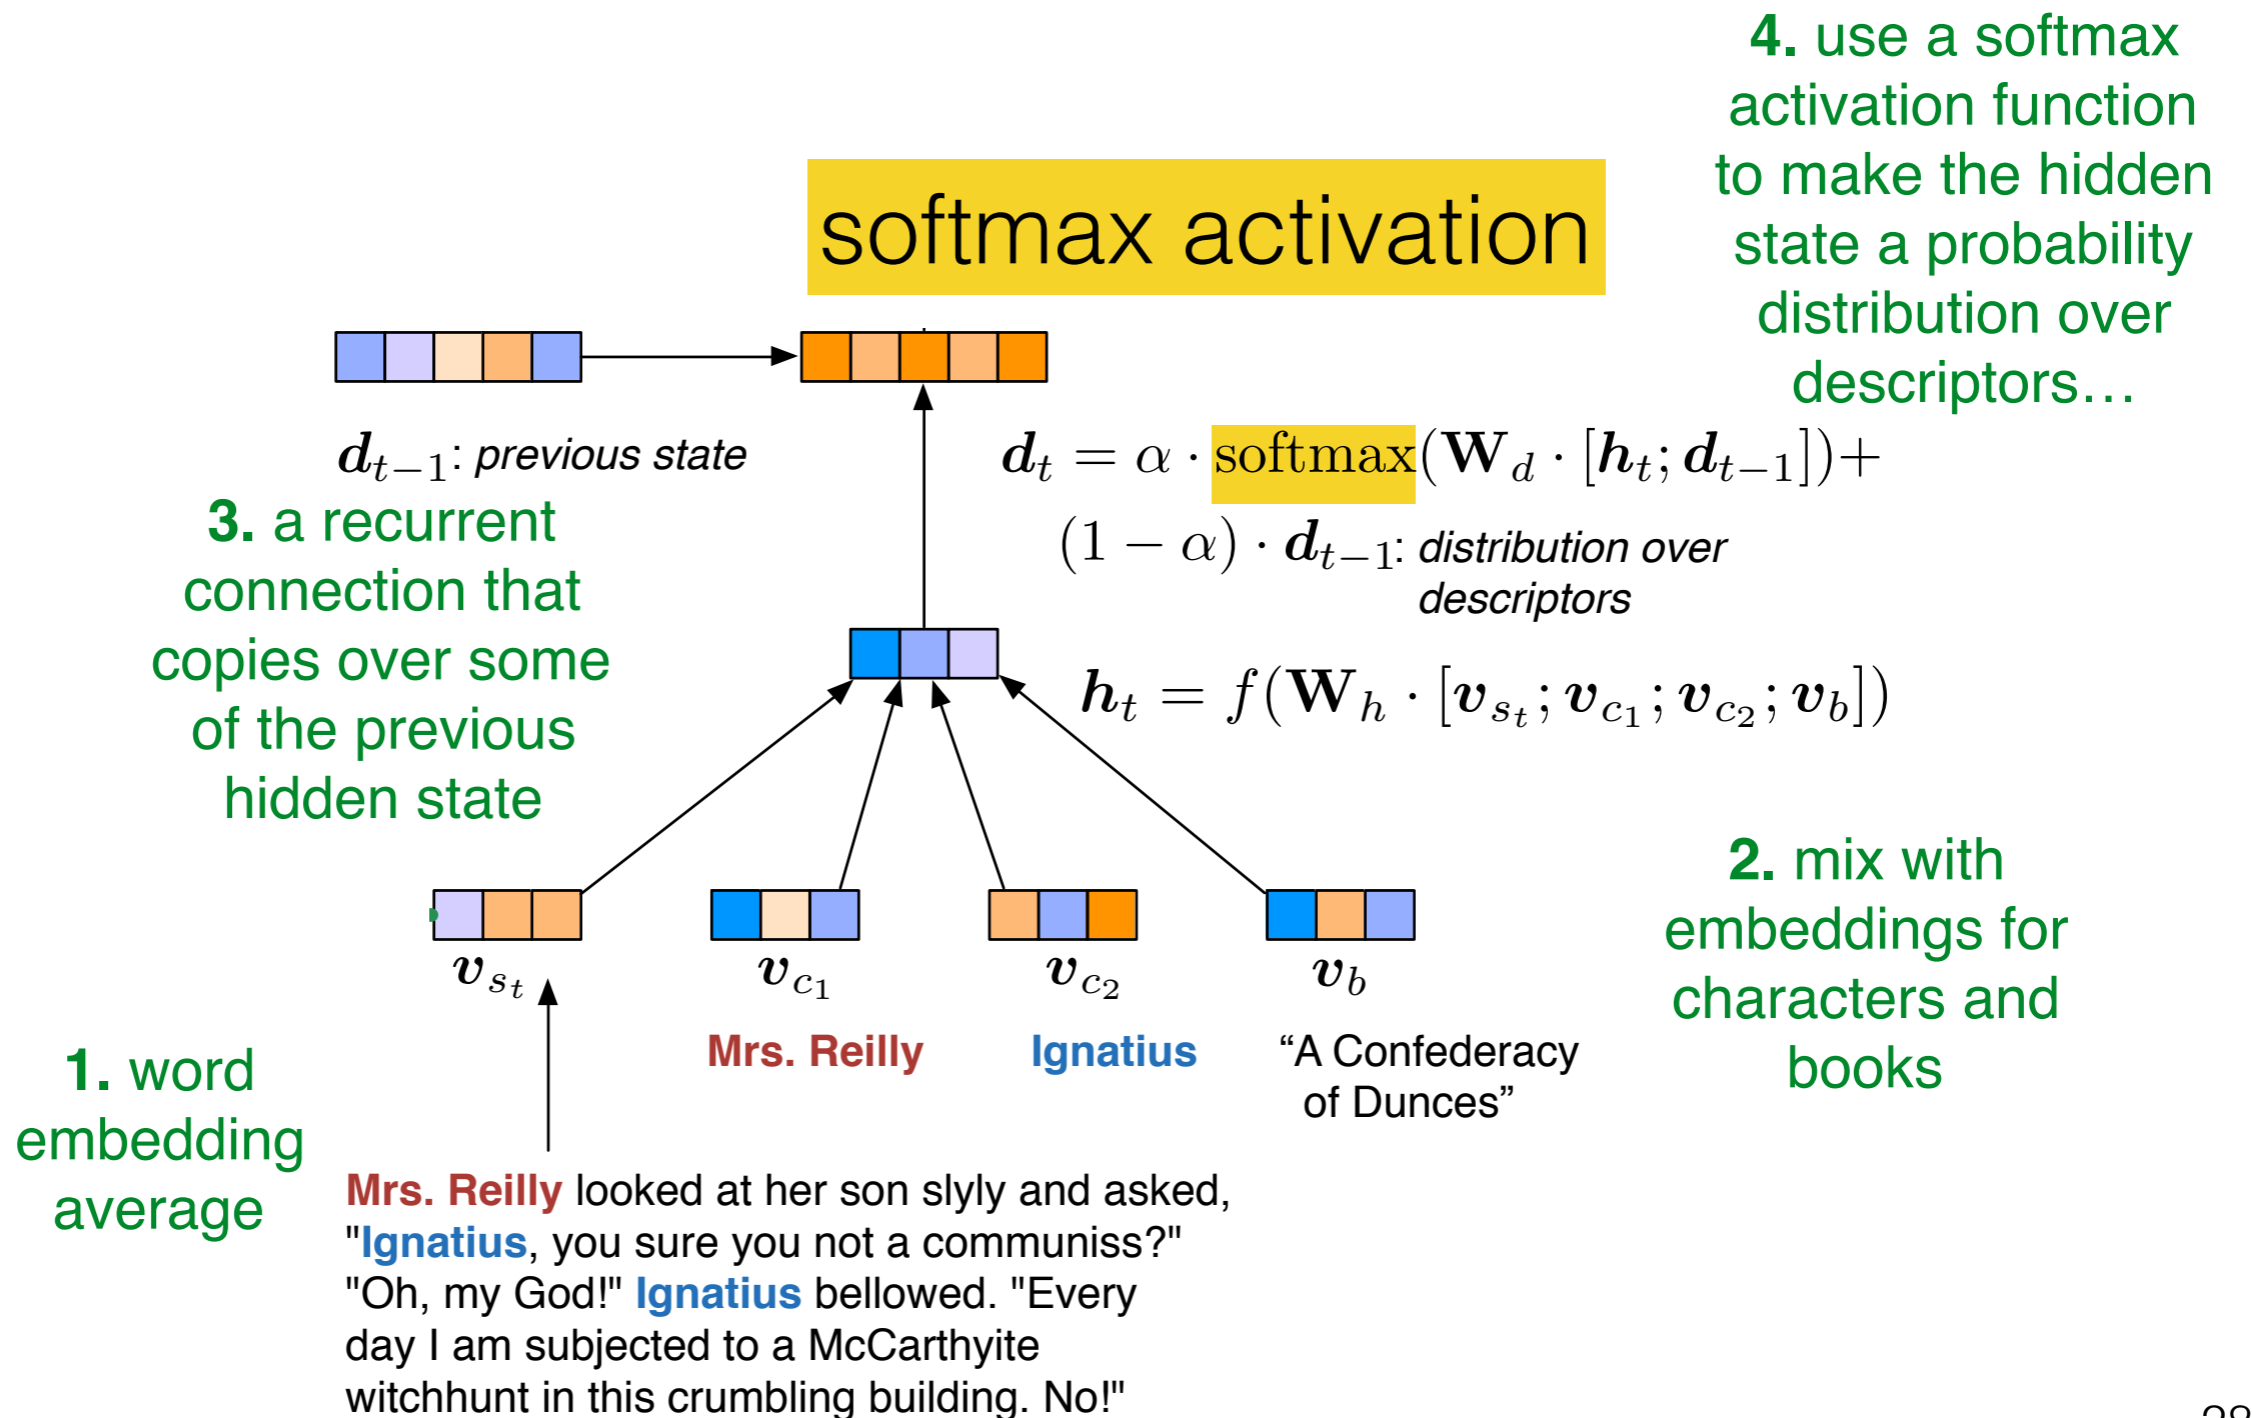 4. use a softmax
activation function
to make the hidden
state a probability
distribution over
descriptors…
softmax activation
d_{t−1}: previous state
d_t = α · softmax(W_d · [h_t; d_{t−1}])+
(1 − α) · d_{t−1}: distribution over
descriptors
3. a recurrent
connection that
copies over some
of the previous
hidden state
h_t = f(W_h · [v_{s_t}; v_{c_1}; v_{c_2}; v_b])
2. mix with
embeddings for
characters and
books
v_{s_t} v_{c_1} v_{c_2} v_b
Mrs. Reilly Ignatius “A Confederacy
of Dunces”
1. word
embedding
average
Mrs. Reilly looked at her son slyly and asked,
"Ignatius, you sure you not a communiss?"
"Oh, my God!" Ignatius bellowed. "Every
day I am subjected to a McCarthyite
witchhunt in this crumbling building. No!"